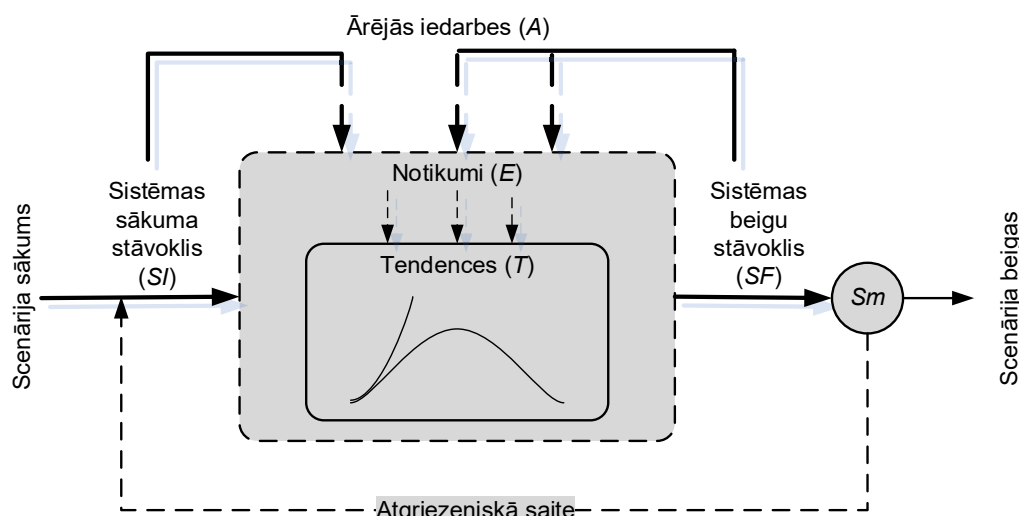 Ārējās iedarbes (A)
Notikumi (E)
Sistēmas
sākuma
stāvoklis
(SI)
Sistēmas
beigu
stāvoklis
(SF)
Tendences (T)
Scenārija sākums
Sm
Scenārija beigas
Atgriezeniskā saite